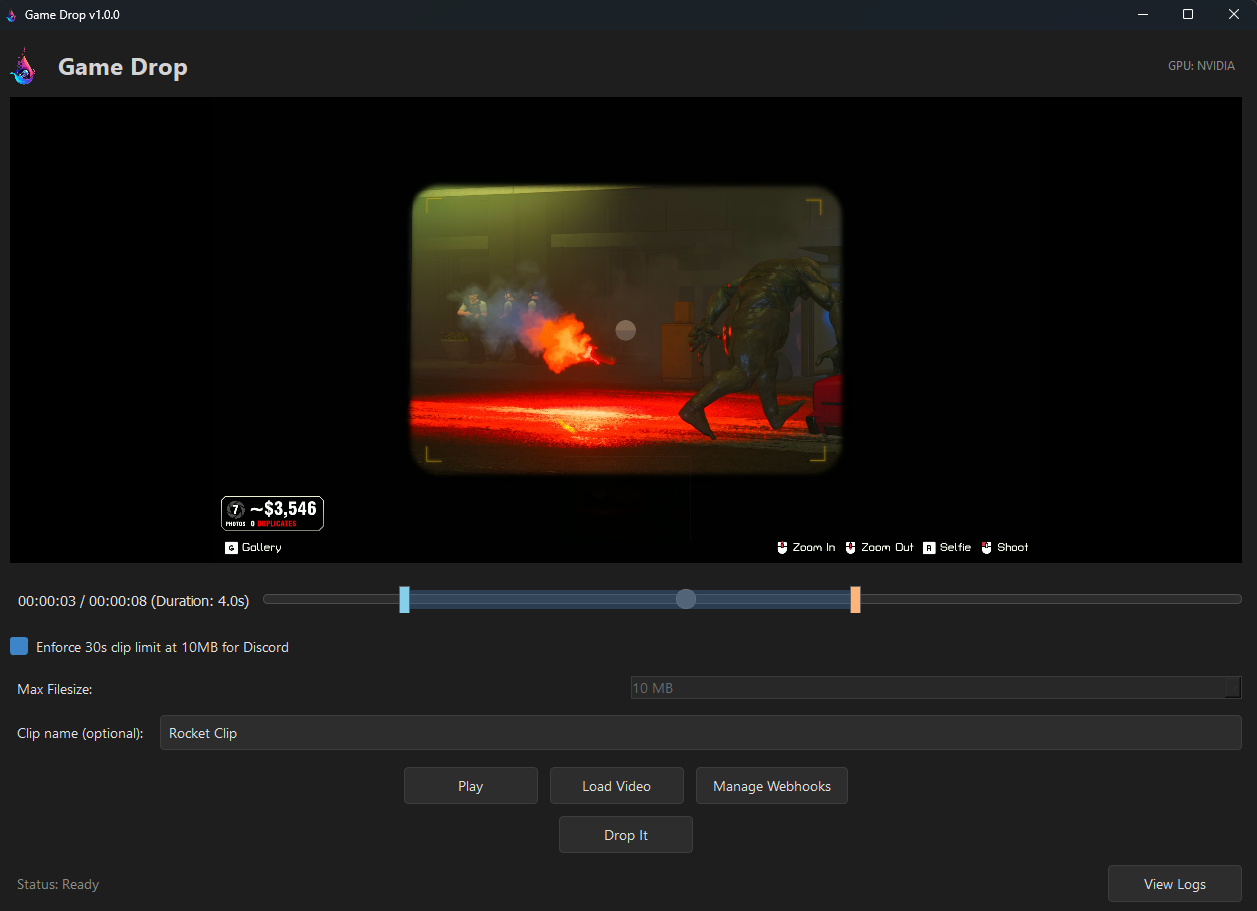 Game Drop v1.0.0
Game Drop
GPU: NVIDIA
7 ~$3,546
PHOTOS 0 DUPLICATES
G Gallery
Zoom In Zoom Out R Selfie Shoot
00:00:03 / 00:00:08 (Duration: 4.0s)
Enforce 30s clip limit at 10MB for Discord
Max Filesize: 10 MB
Clip name (optional): Rocket Clip
Play Load Video Manage Webhooks
Drop It
Status: Ready
View Logs